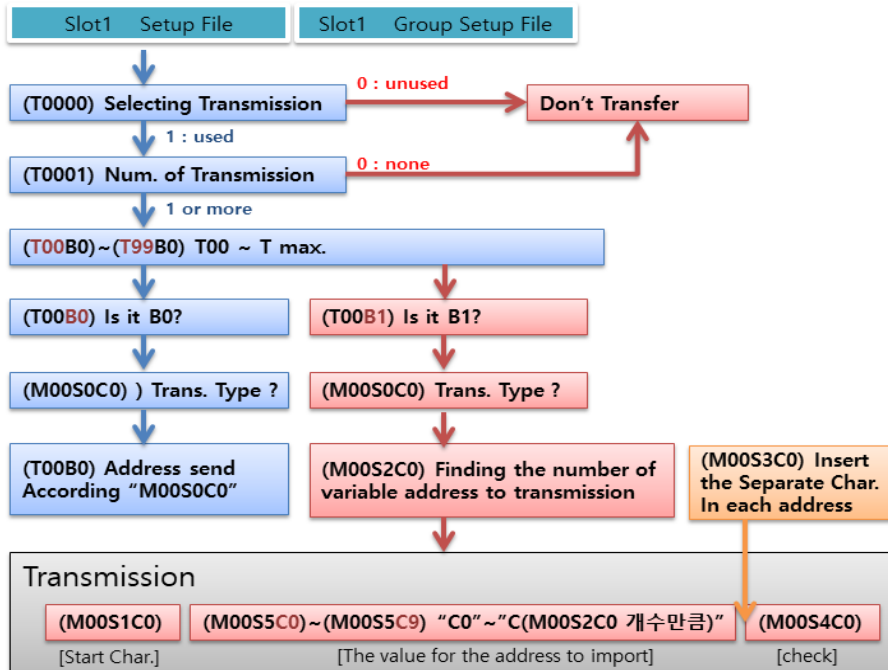 Slot1 Setup File
Slot1 Group Setup File
(T0000) Selecting Transmission
0 : unused
Don't Transfer
1 : used
(T0001) Num. of Transmission
0 : none
1 or more
(T00B0)~(T99B0) T00 ~ T max.
(T00B0) Is it B0?
(T00B1) Is it B1?
(M00S0C0) ) Trans. Type ?
(M00S0C0) Trans. Type ?
(T00B0) Address send
According "M00S0C0"
(M00S2C0) Finding the number of
variable address to transmission
(M00S3C0) Insert
the Separate Char.
In each address
Transmission
(M00S1C0)
(M00S5C0)~(M00S5C9) "C0"~"C(M00S2C0 개수만큼)"
(M00S4C0)
[Start Char.]
[The value for the address to import]
[check]